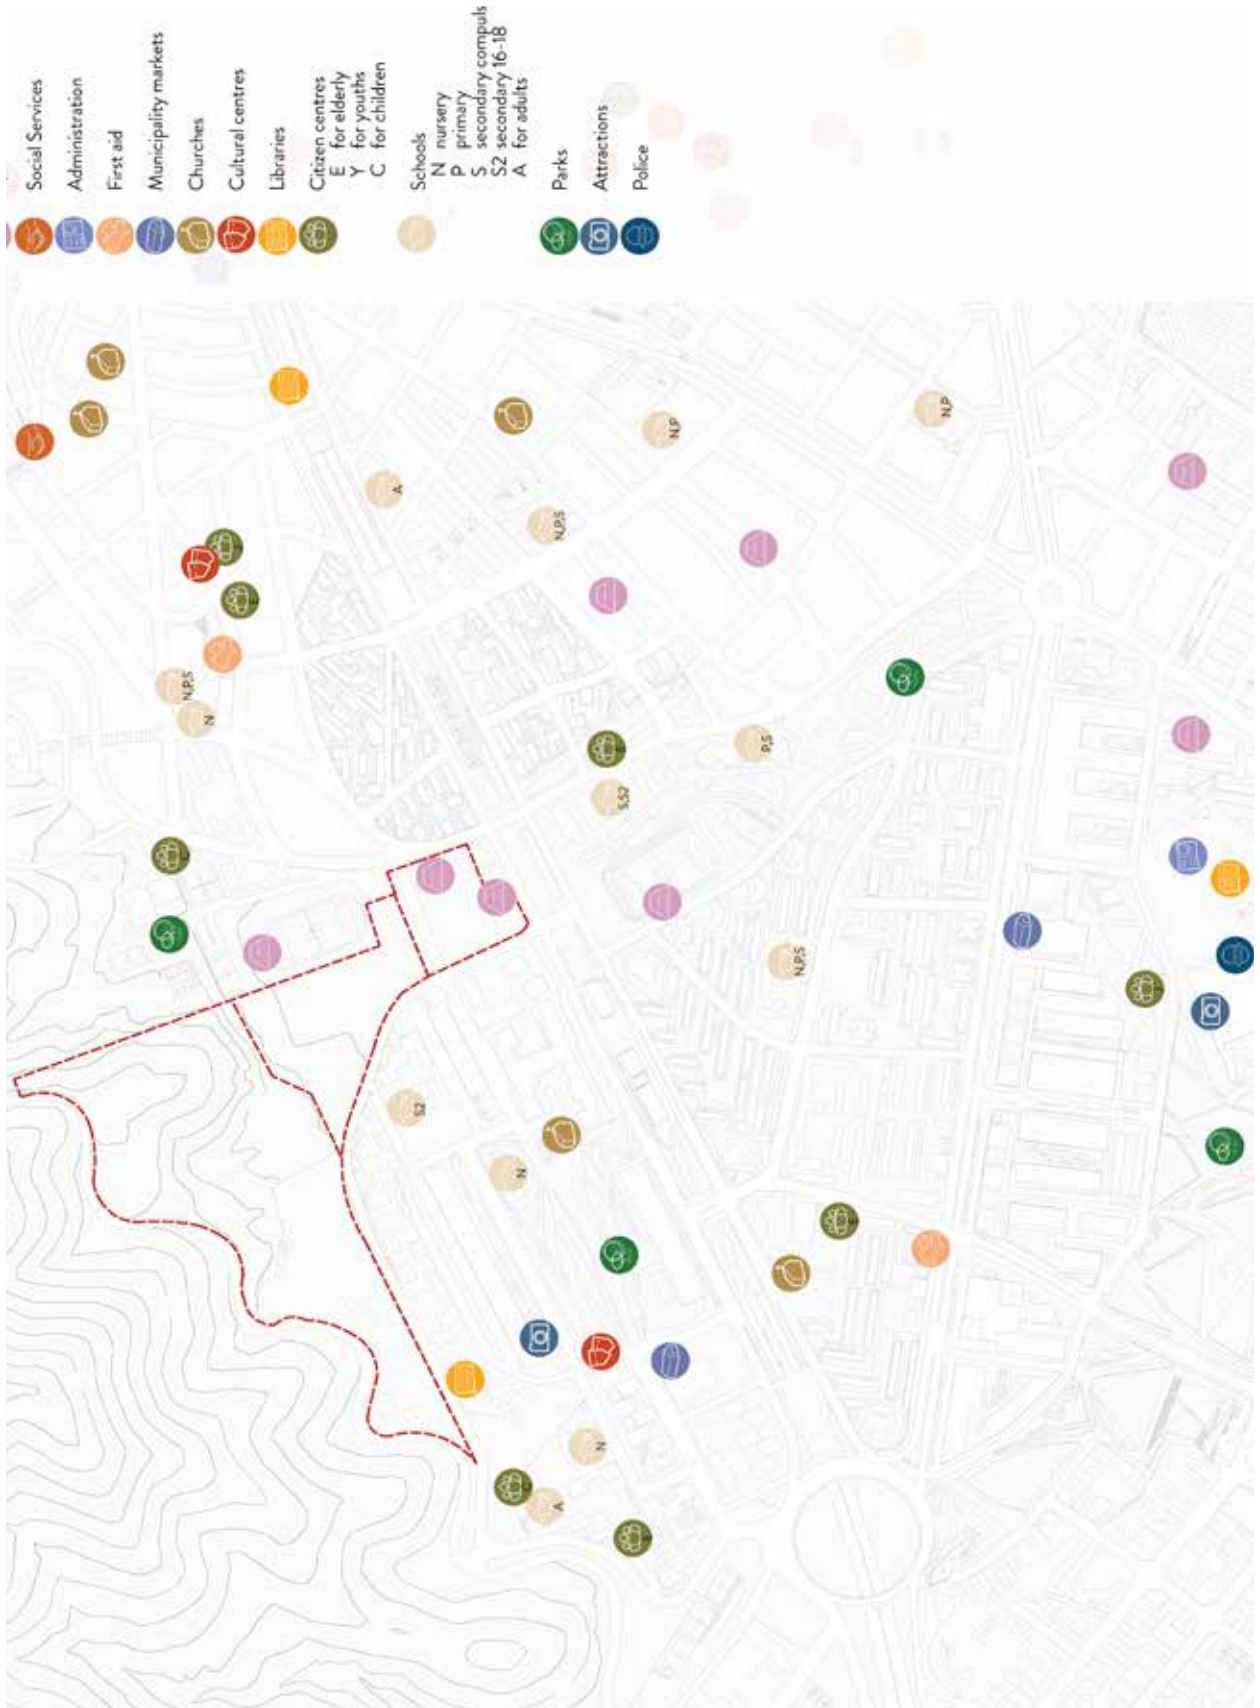 Social Services
Administration
First aid
Municipality markets
Churches
Cultural centres
Libraries
Citizen centres
E for elderly
Y for youths
C for children
Schools
N nursery
P primary
S secondary compuls
S2 secondary 16-18
A for adults
Parks
Attractions
Police
A
N,P
N,P
N,P,S
N,P,S
N
E
P,S
S,S2
N,P,S
S2
N
N
A